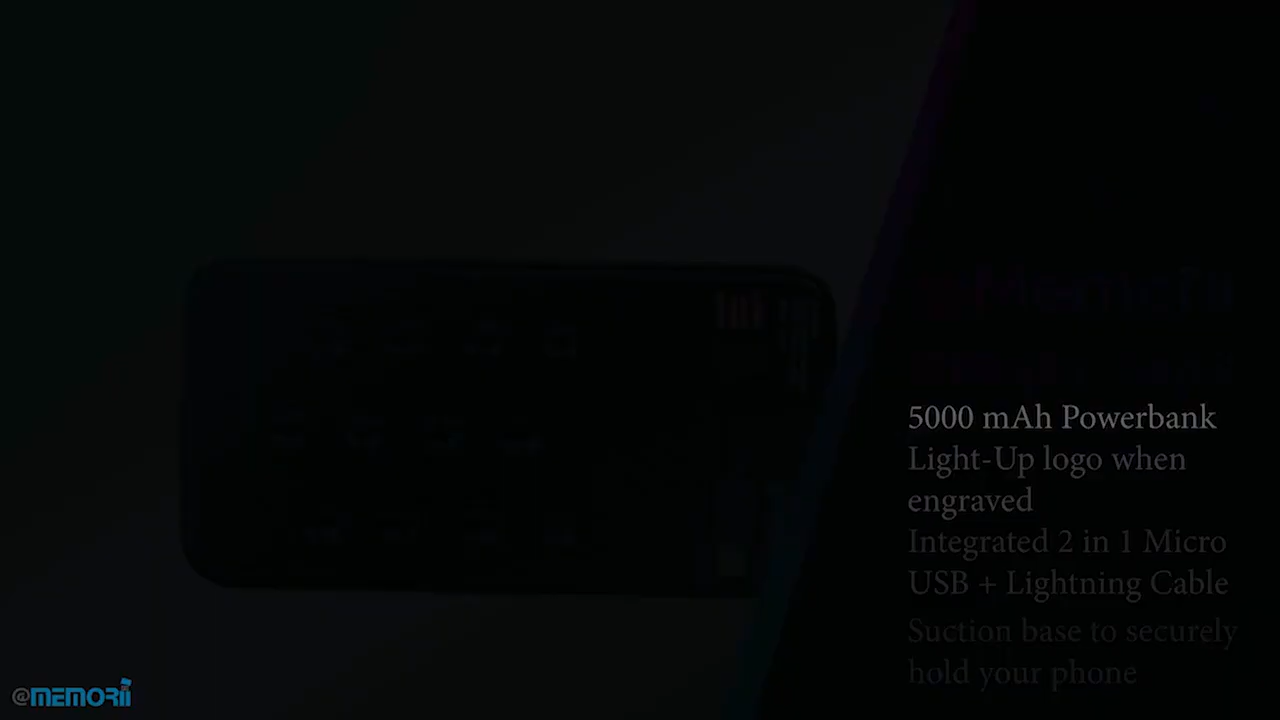 5000 mAh Powerbank
Light-Up logo when
engraved
Integrated 2 in 1 Micro
USB + Lightning Cable
Suction base to securely
hold your phone
@MEMORII